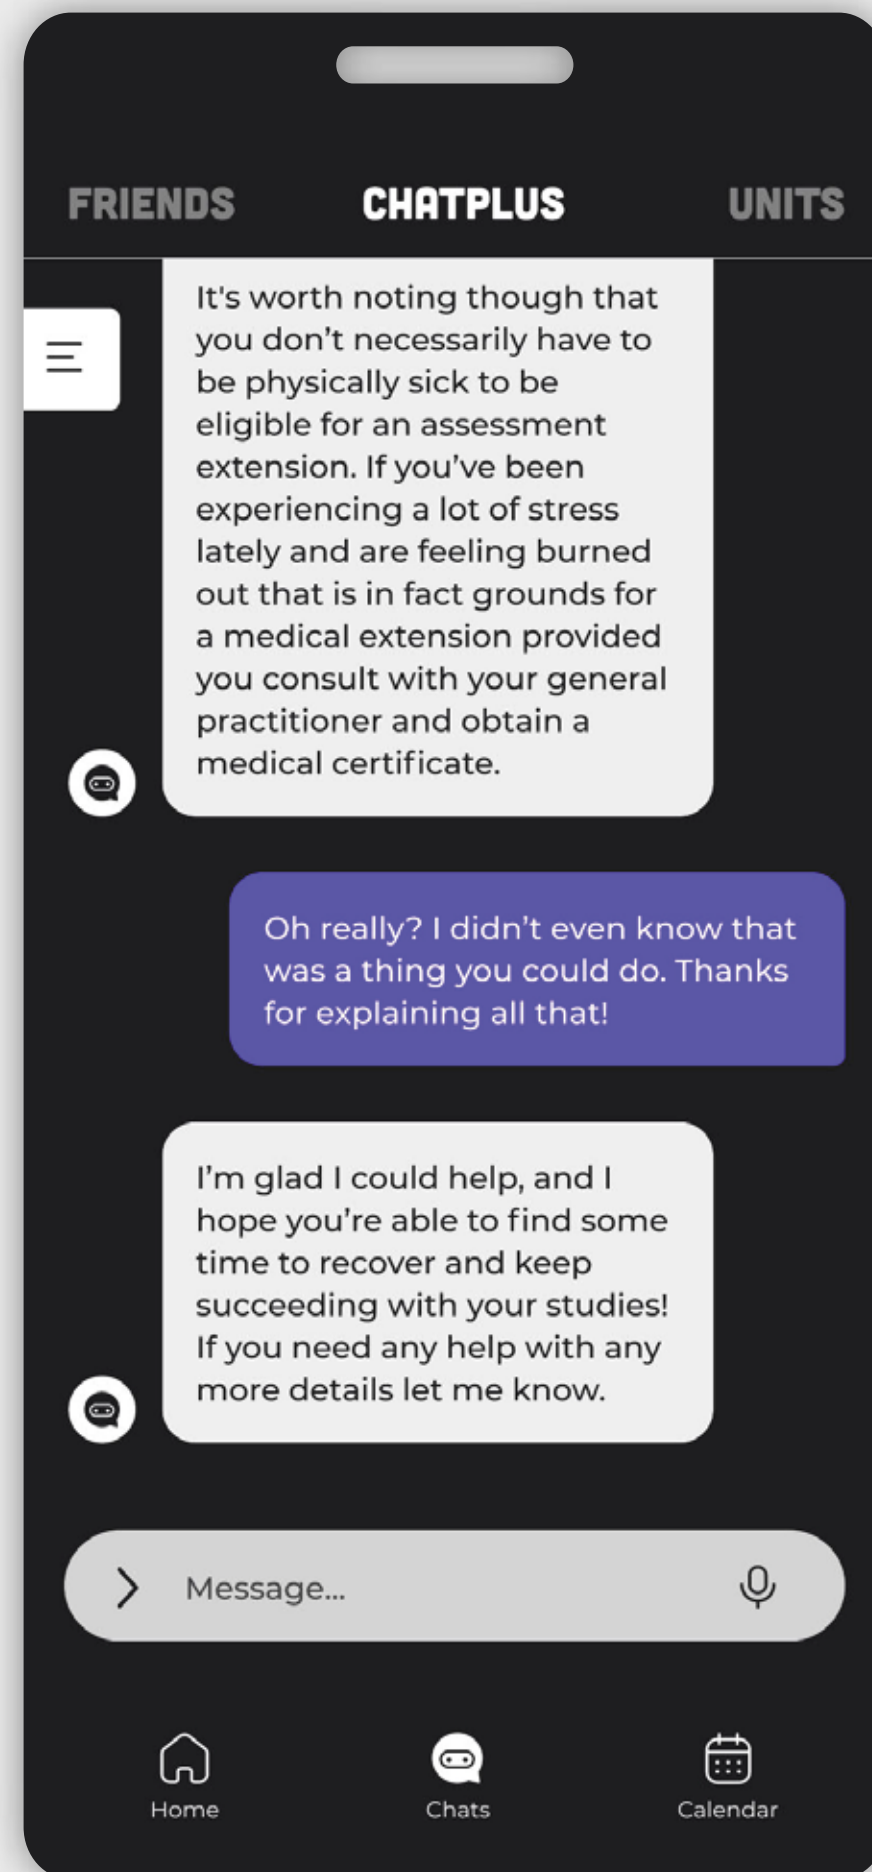 FRIENDS CHATPLUS UNITS
It's worth noting though that
you don’t necessarily have to
be physically sick to be
eligible for an assessment
extension. If you’ve been
experiencing a lot of stress
lately and are feeling burned
out that is in fact grounds for
a medical extension provided
you consult with your general
practitioner and obtain a
medical certificate.
Oh really? I didn’t even know that
was a thing you could do. Thanks
for explaining all that!
I’m glad I could help, and I
hope you’re able to find some
time to recover and keep
succeeding with your studies!
If you need any help with any
more details let me know.
Message...
Home Chats Calendar